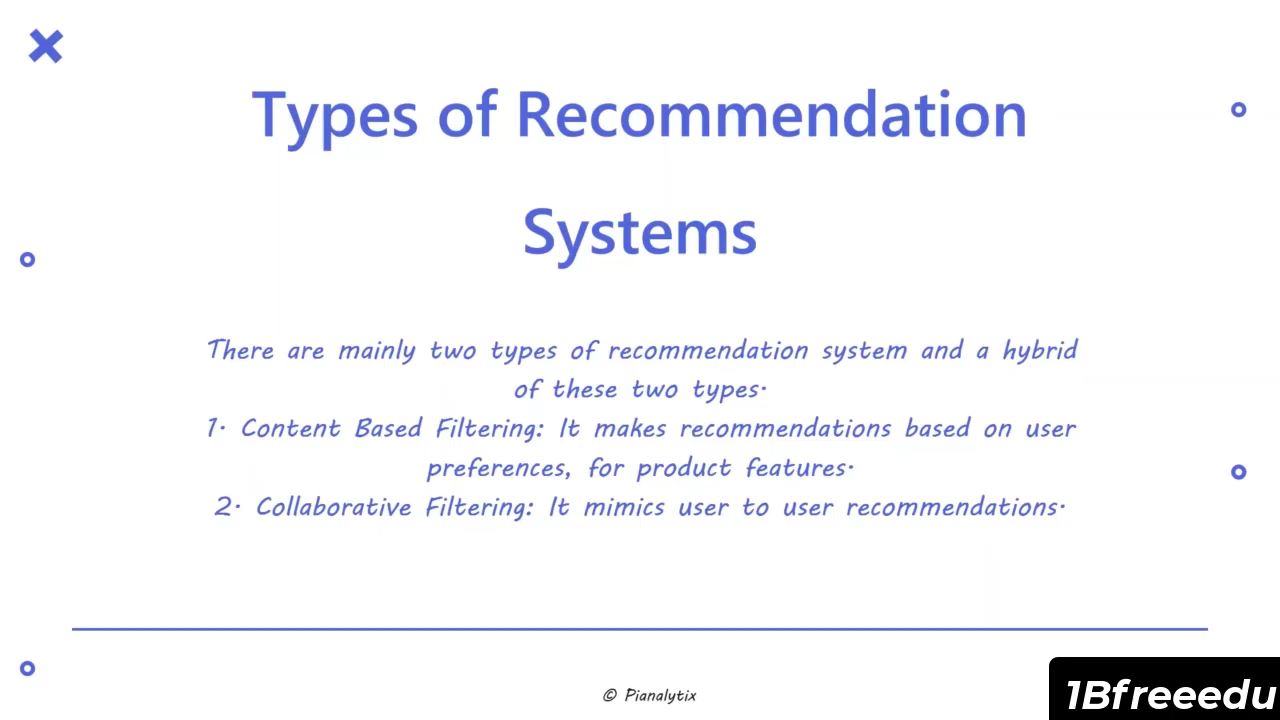 Types of Recommendation
Systems
There are mainly two types of recommendation system and a hybrid
of these two types.
1. Content Based Filtering: It makes recommendations based on user
preferences, for product features.
2. Collaborative Filtering: It mimics user to user recommendations.
© Pianalytix
1Bfreeedu